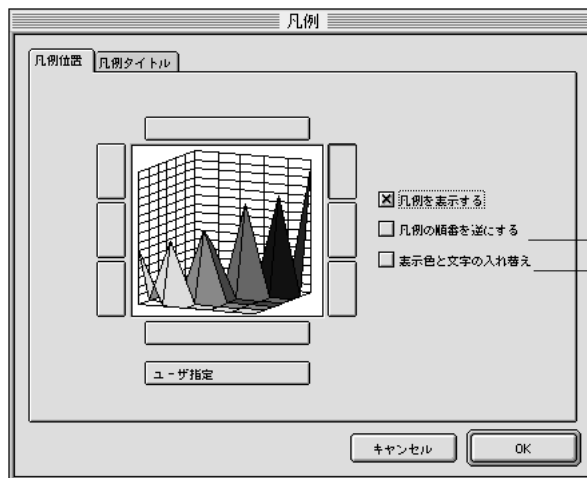 凡例
凡例位置
凡例タイトル
凡例を表示する
凡例の順番を逆にする
表示色と文字の入れ替え
ユーザ指定
キャンセル
OK